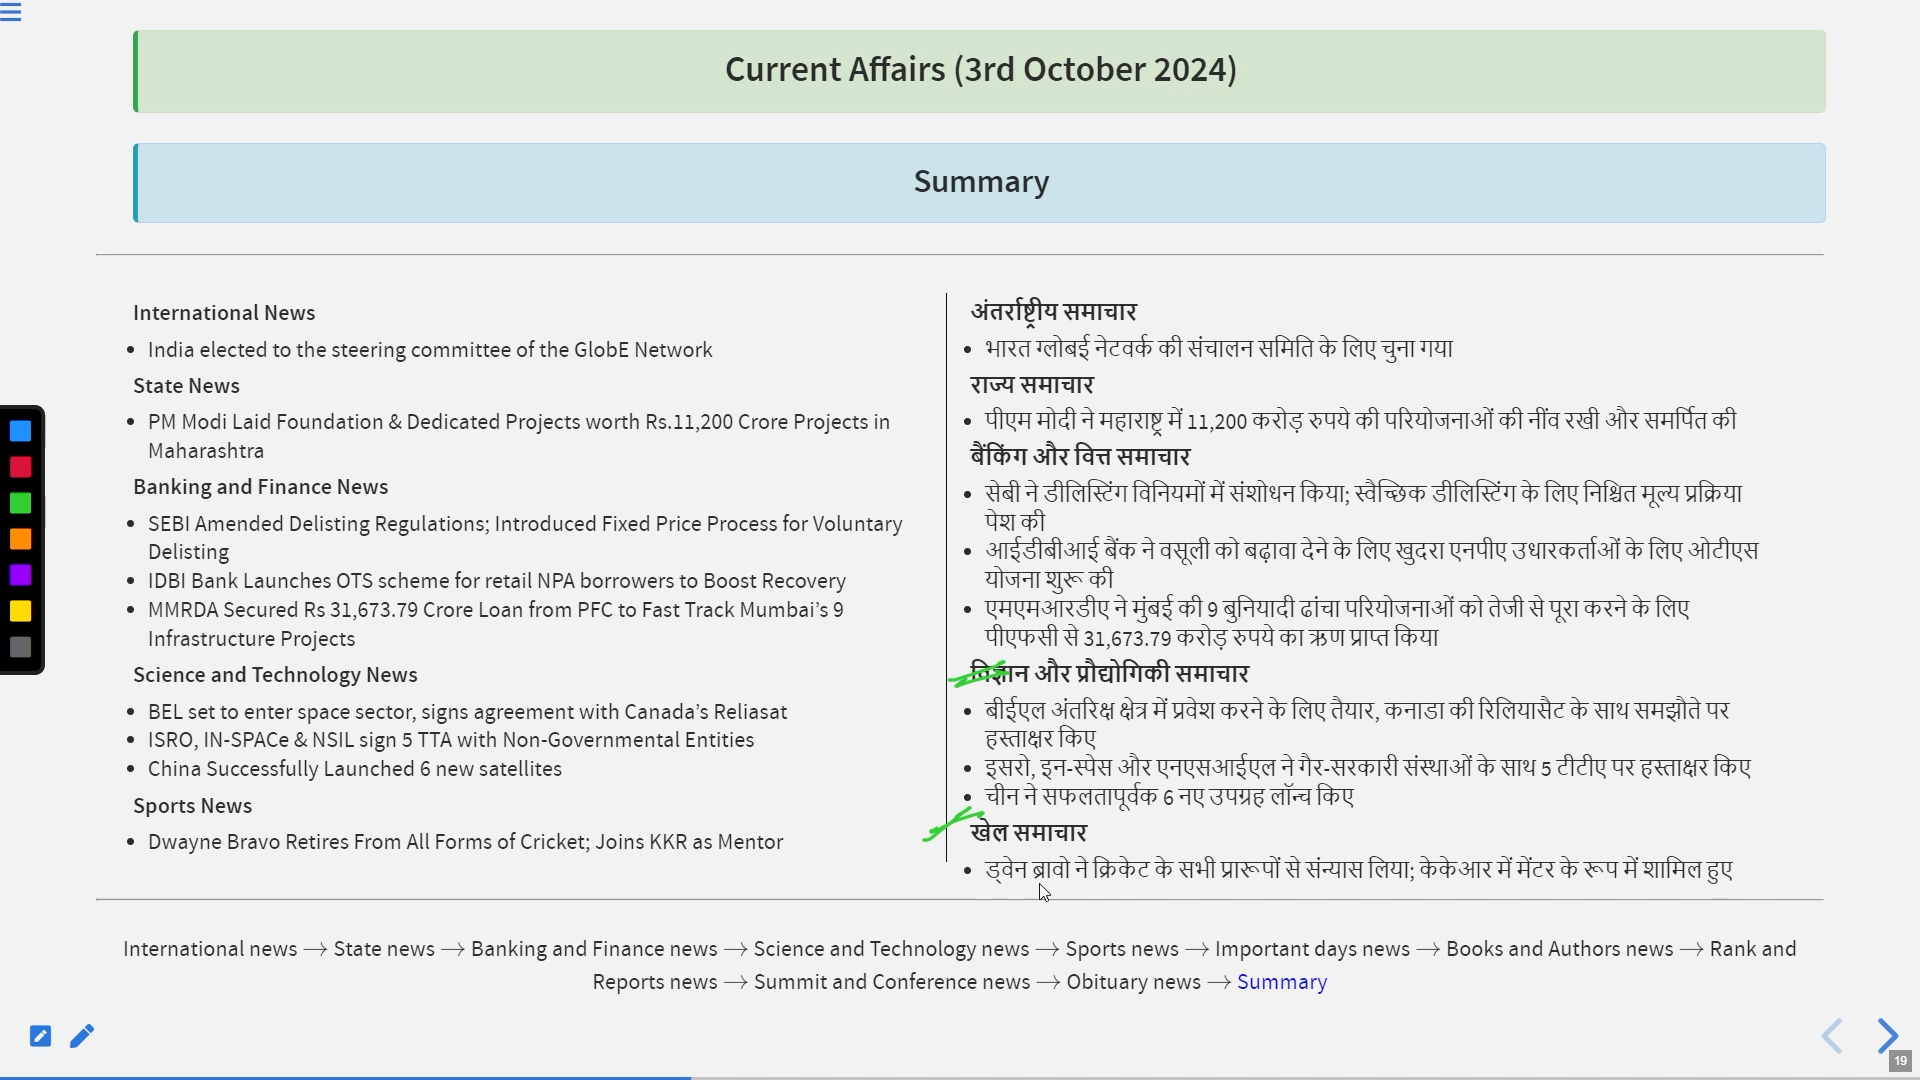 Current Affairs (3rd October 2024)
Summary
International News
• India elected to the steering committee of the GlobE Network
State News
• PM Modi Laid Foundation & Dedicated Projects worth Rs.11,200 Crore Projects in
Maharashtra
Banking and Finance News
• SEBI Amended Delisting Regulations; Introduced Fixed Price Process for Voluntary
Delisting
• IDBI Bank Launches OTS scheme for retail NPA borrowers to Boost Recovery
• MMRDA Secured Rs 31,673.79 Crore Loan from PFC to Fast Track Mumbai’s 9
Infrastructure Projects
Science and Technology News
• BEL set to enter space sector, signs agreement with Canada’s Reliasat
• ISRO, IN-SPACe & NSIL sign 5 TTA with Non-Governmental Entities
• China Successfully Launched 6 new satellites
Sports News
• Dwayne Bravo Retires From All Forms of Cricket; Joins KKR as Mentor
अंतर्राष्ट्रीय समाचार
• भारत ग्लोबई नेटवर्क की संचालन समिति के लिए चुना गया
राज्य समाचार
• पीएम मोदी ने महाराष्ट्र में 11,200 करोड़ रुपये की परियोजनाओं की नींव रखी और समर्पित की
बैंकिंग और वित्त समाचार
• सेबी ने डीलिस्टिंग विनियमों में संशोधन किया; स्वैच्छिक डीलिस्टिंग के लिए निश्चित मूल्य प्रक्रिया
पेश की
• आईडीबीआई बैंक ने वसूली को बढ़ावा देने के लिए खुदरा एनपीए उधारकर्ताओं के लिए ओटीएस
योजना शुरू की
• एमएमआरडीए ने मुंबई की 9 बुनियादी ढांचा परियोजनाओं को तेजी से पूरा करने के लिए
पीएफसी से 31,673.79 करोड़ रुपये का ऋण प्राप्त किया
विज्ञान और प्रौद्योगिकी समाचार
• बीईएल अंतरिक्ष क्षेत्र में प्रवेश करने के लिए तैयार, कनाडा की रिलियासैट के साथ समझौते पर
हस्ताक्षर किए
• इसरो, इन-स्पेस और एनएसआईएल ने गैर-सरकारी संस्थाओं के साथ 5 टीटीए पर हस्ताक्षर किए
• चीन ने सफलतापूर्वक 6 नए उपग्रह लॉन्च किए
खेल समाचार
• ड्वेन ब्रावो ने क्रिकेट के सभी प्रारूपों से संन्यास लिया; केकेआर में मेंटर के रूप में शामिल हुए
International news → State news → Banking and Finance news → Science and Technology news → Sports news → Important days news → Books and Authors news → Rank and
Reports news → Summit and Conference news → Obituary news → Summary
19